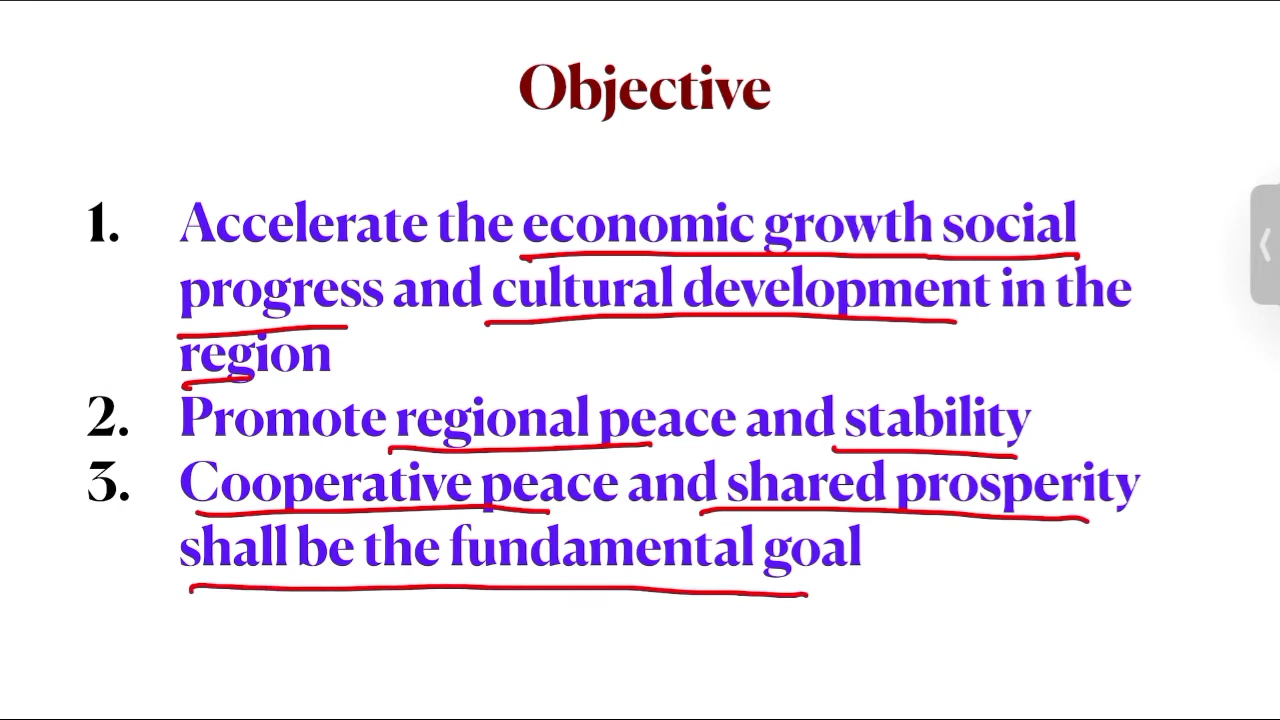 Objective
1. Accelerate the economic growth social
progress and cultural development in the
region
2. Promote regional peace and stability
3. Cooperative peace and shared prosperity
shall be the fundamental goal